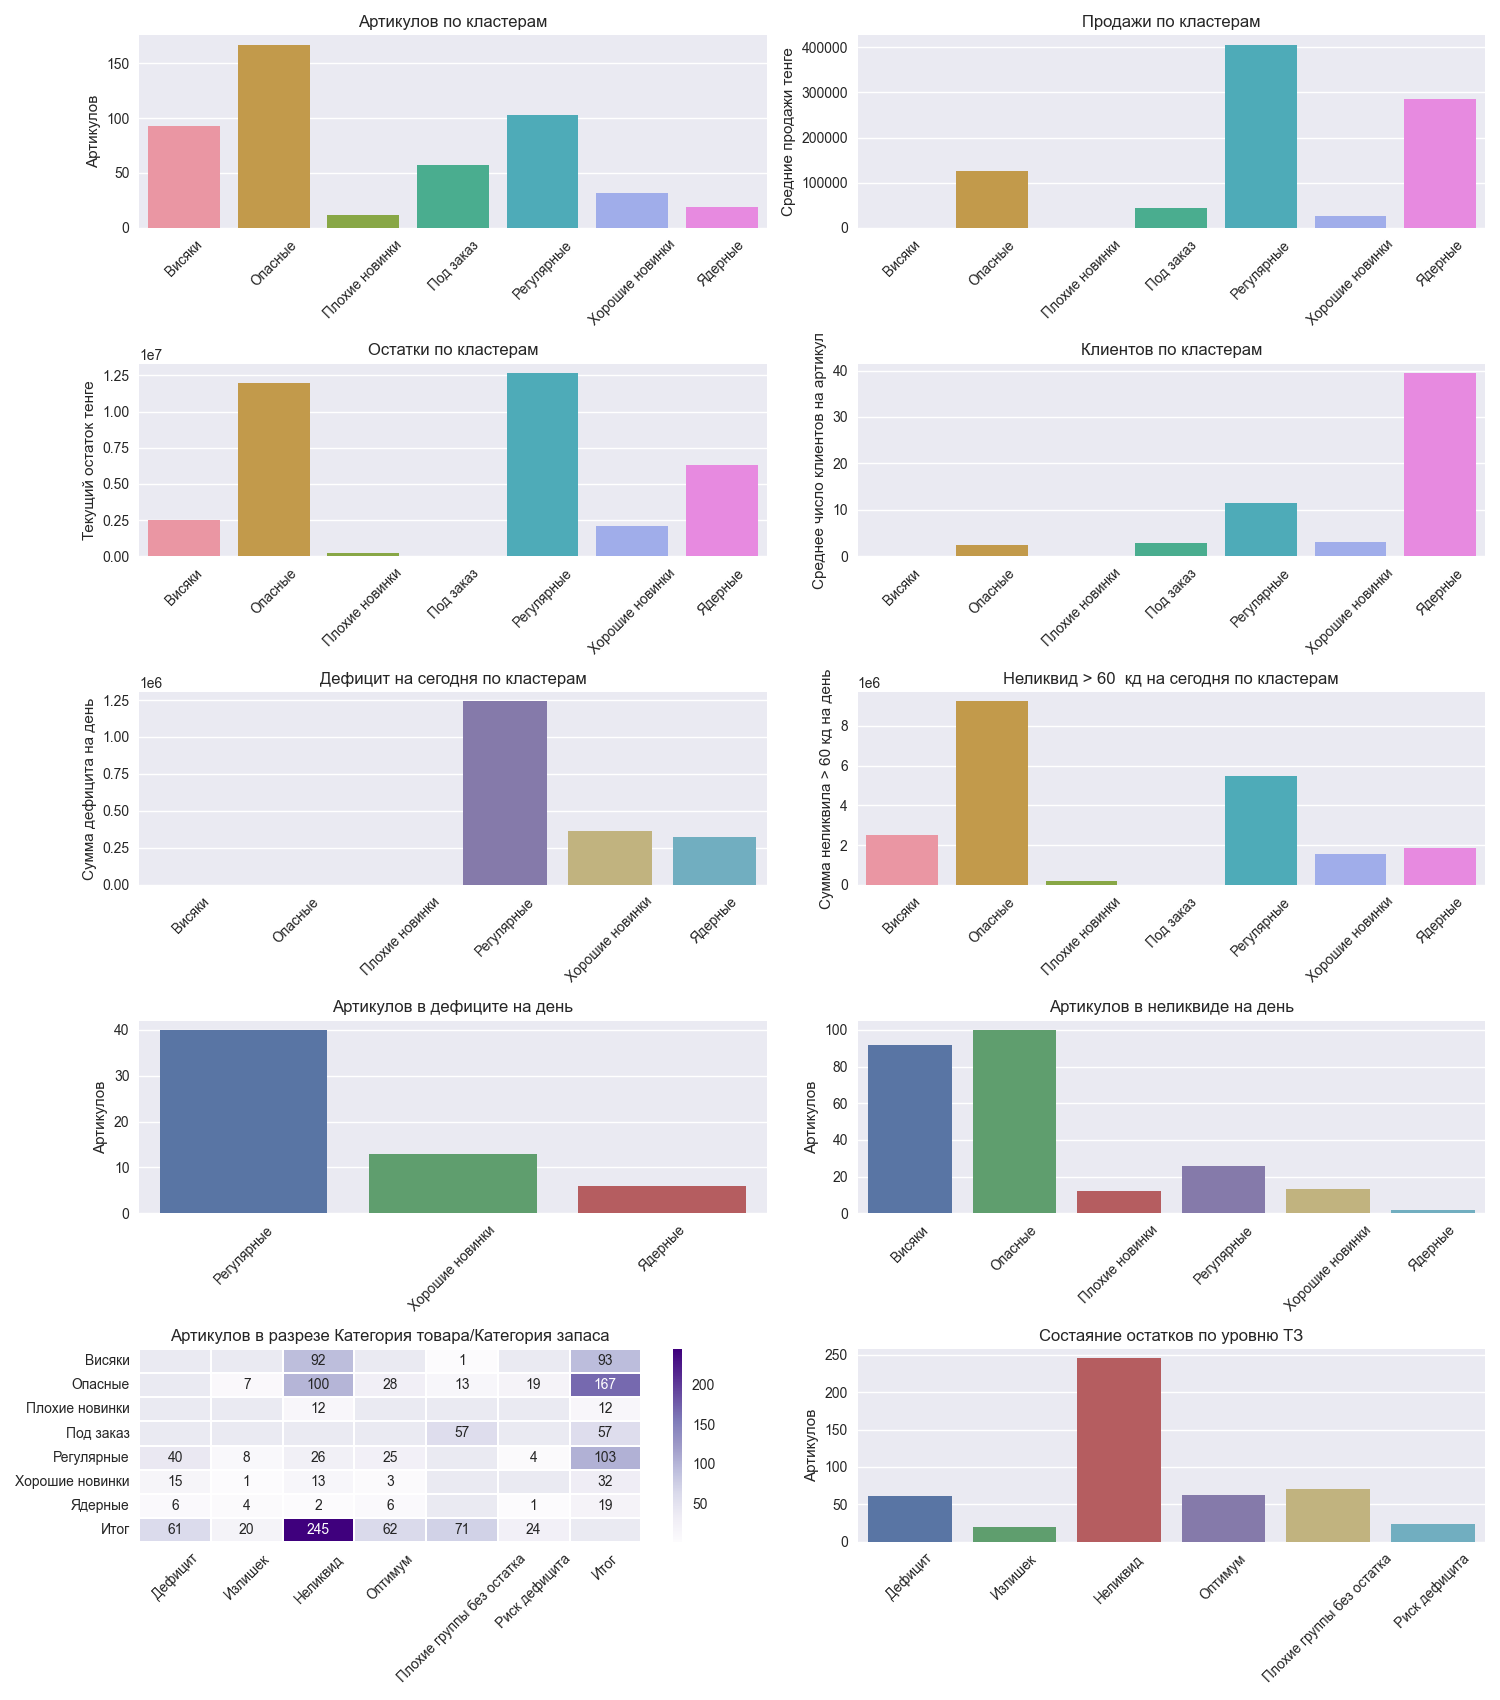 Артикулов по кластерам
Артикулов
150
100
50
0
Висяки
Опасные
Плохие новинки
Под заказ
Регулярные
Хорошие новинки
Ядерные
Продажи по кластерам
Средние продажи тенге
400000
300000
200000
100000
0
Висяки
Опасные
Плохие новинки
Под заказ
Регулярные
Хорошие новинки
Ядерные
Остатки по кластерам
1e7
Текущий остаток тенге
1.25
1.00
0.75
0.50
0.25
0.00
Висяки
Опасные
Плохие новинки
Под заказ
Регулярные
Хорошие новинки
Ядерные
Клиентов по кластерам
Среднее число клиентов на артикул
40
30
20
10
0
Висяки
Опасные
Плохие новинки
Под заказ
Регулярные
Хорошие новинки
Ядерные
Дефицит на сегодня по кластерам
1e6
Сумма дефицита на день
1.25
1.00
0.75
0.50
0.25
0.00
Висяки
Опасные
Плохие новинки
Регулярные
Хорошие новинки
Ядерные
Неликвид > 60  кд на сегодня по кластерам
1e6
Сумма неликвила > 60 кд на день
8
6
4
2
0
Висяки
Опасные
Плохие новинки
Под заказ
Регулярные
Хорошие новинки
Ядерные
Артикулов в дефиците на день
Артикулов
40
30
20
10
0
Регулярные
Хорошие новинки
Ядерные
Артикулов в неликвиде на день
Артикулов
100
80
60
40
20
0
Висяки
Опасные
Плохие новинки
Регулярные
Хорошие новинки
Ядерные
Артикулов в разрезе Категория товара/Категория запаса
Висяки 92 1 93
Опасные 7 100 28 13 19 167
Плохие новинки 12 12
Под заказ 57 57
Регулярные 40 8 26 25 4 103
Хорошие новинки 15 1 13 3 32
Ядерные 6 4 2 6 1 19
Итог 61 20 245 62 71 24
Дефицит
Излишек
Неликвид
Оптимум
Плохие группы без остатка
Риск дефицита
Итог
200
150
100
50
Состаяние остатков по уровню ТЗ
Артикулов
250
200
150
100
50
0
Дефицит
Излишек
Неликвид
Оптимум
Плохие группы без остатка
Риск дефицита